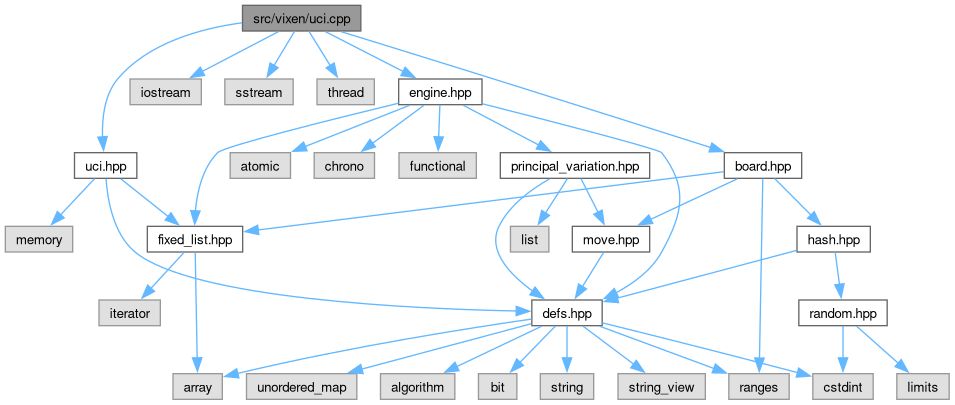 src/vixen/uci.cpp
iostream
sstream
thread
engine.hpp
uci.hpp
atomic
chrono
functional
principal_variation.hpp
board.hpp
memory
fixed_list.hpp
list
move.hpp
hash.hpp
iterator
defs.hpp
random.hpp
array
unordered_map
algorithm
bit
string
string_view
ranges
cstdint
limits